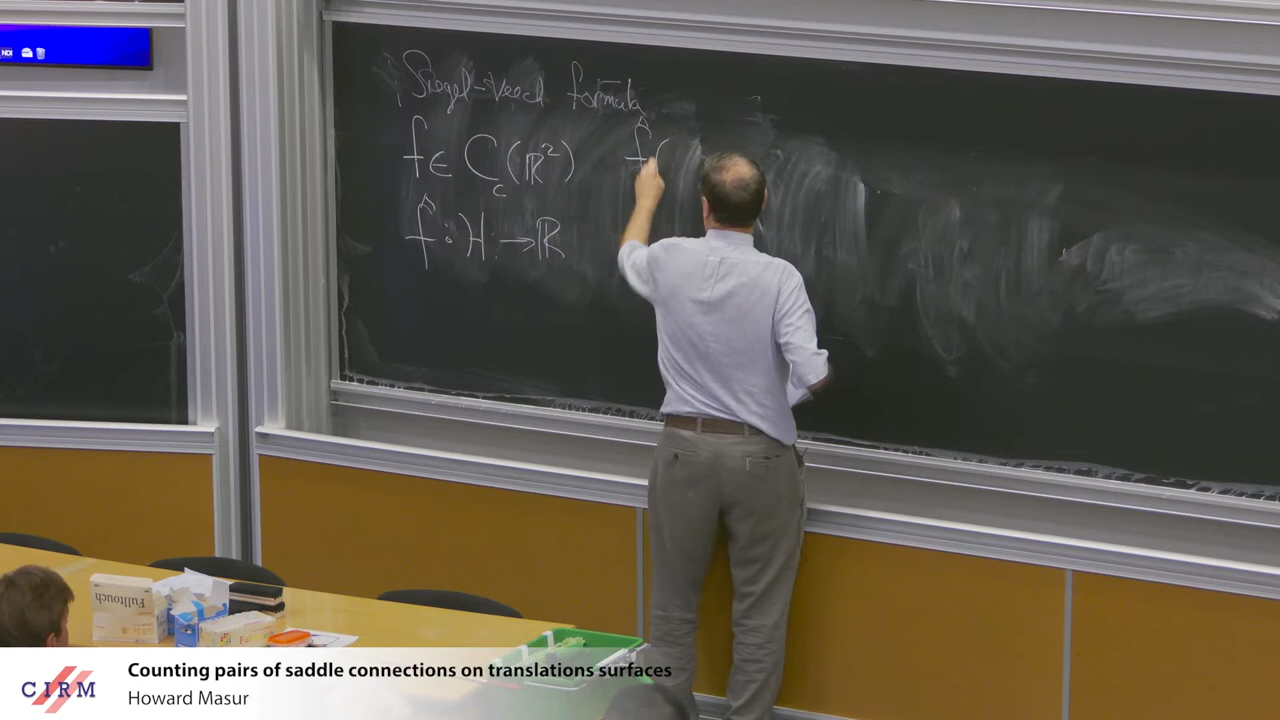 Siegel-Veech formula
f ∈ C_c(ℝ²) f̂(
f̂ : H → ℝ
Fulltouch
CIRM
Counting pairs of saddle connections on translations surfaces
Howard Masur